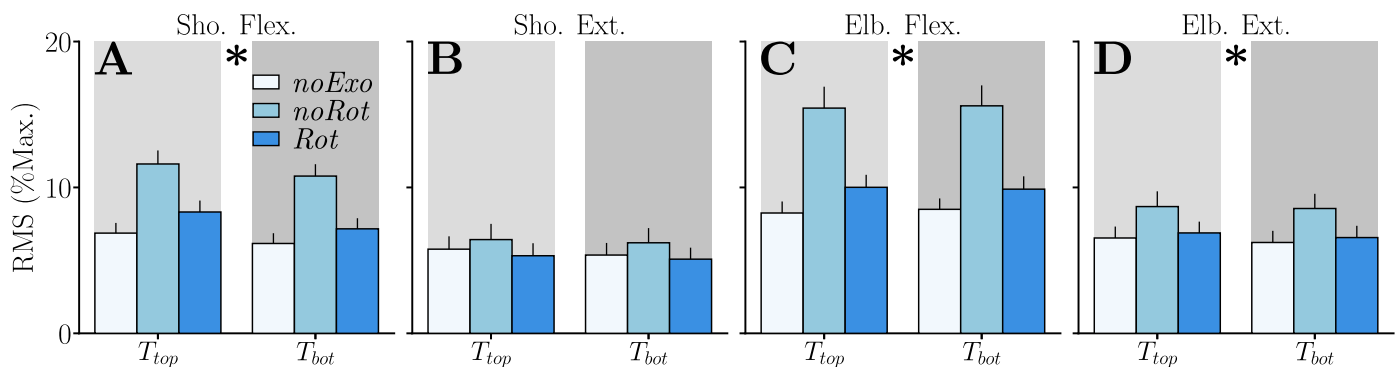 Sho. Flex.
Sho. Ext.
Elb. Flex.
Elb. Ext.
20
10
0
RMS (%Max.)
A
*
B
C
*
D
*
noExo
noRot
Rot
T_top
T_bot
T_top
T_bot
T_top
T_bot
T_top
T_bot